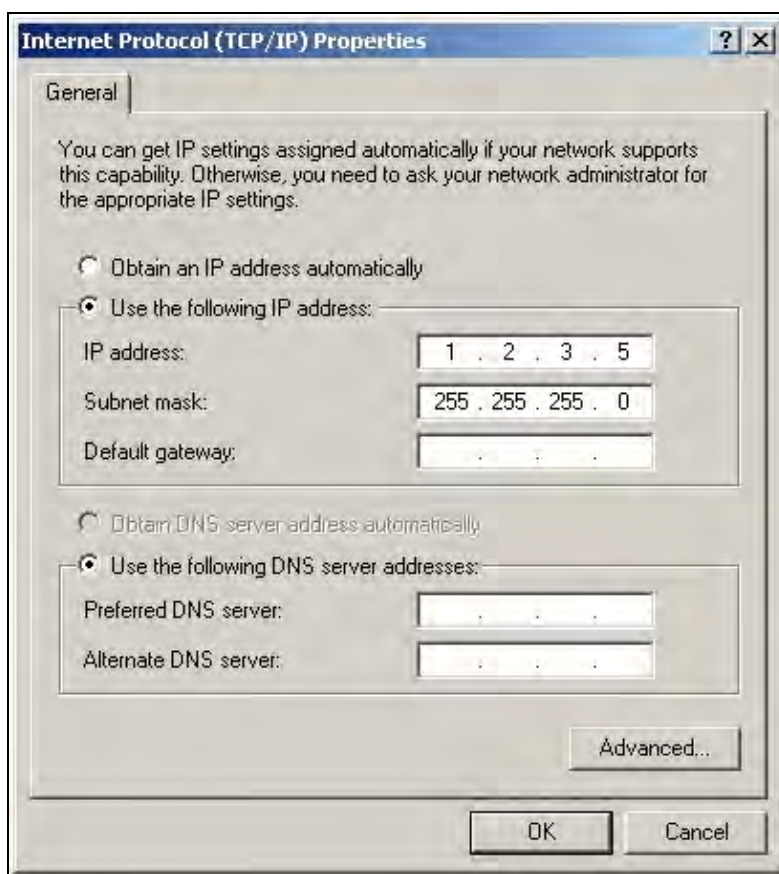 Internet Protocol (TCP/IP) Properties
General
You can get IP settings assigned automatically if your network supports
this capability. Otherwise, you need to ask your network administrator for
the appropriate IP settings.
Obtain an IP address automatically
Use the following IP address:
IP address: 1 . 2 . 3 . 5
Subnet mask: 255 . 255 . 255 . 0
Default gateway: . . .
Obtain DNS server address automatically
Use the following DNS server addresses:
Preferred DNS server: . . .
Alternate DNS server: . . .
Advanced...
OK Cancel